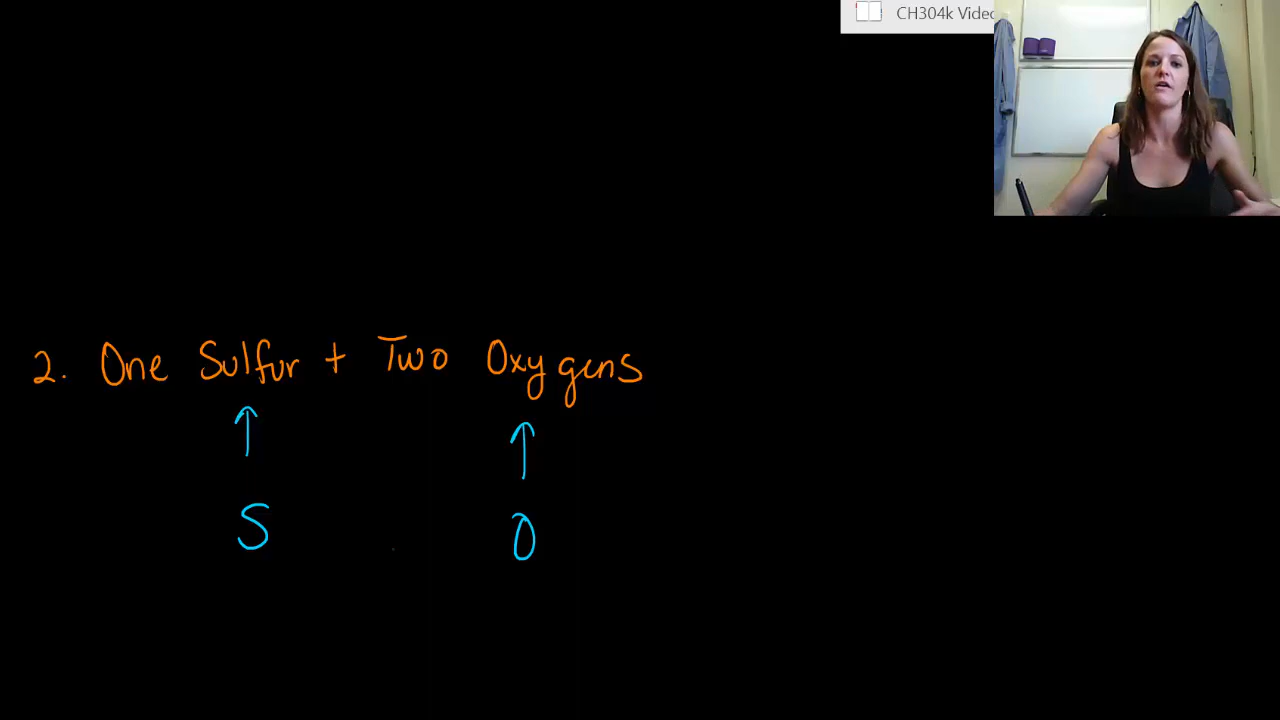 CH304k Video
2. One Sulfur + Two Oxygens
↑ ↑
S O